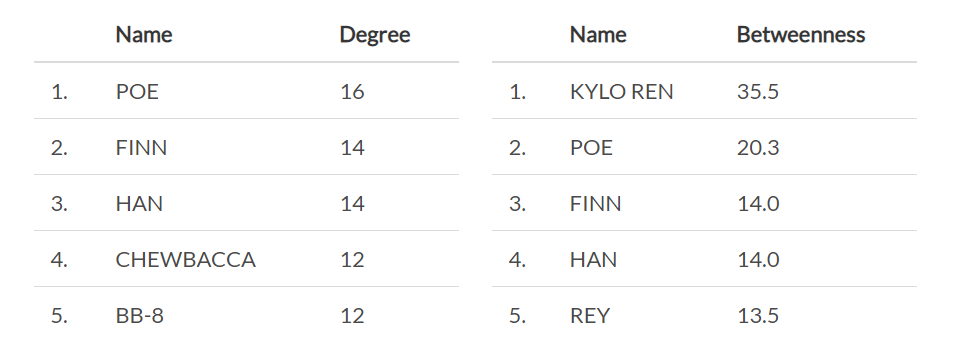 Name Degree
1. POE 16
2. FINN 14
3. HAN 14
4. CHEWBACCA 12
5. BB-8 12
Name Betweenness
1. KYLO REN 35.5
2. POE 20.3
3. FINN 14.0
4. HAN 14.0
5. REY 13.5